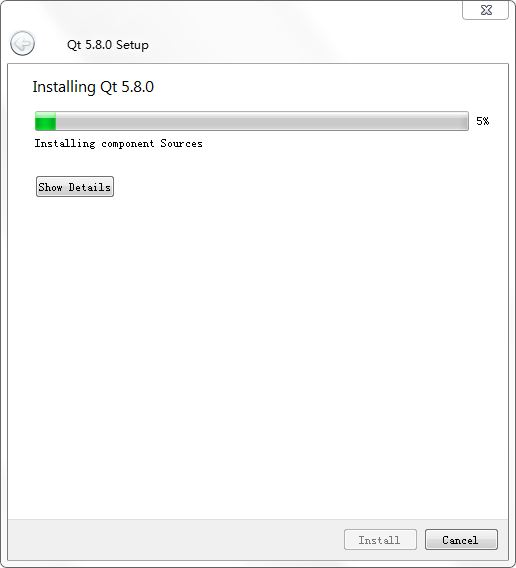 Qt 5.8.0 Setup
Installing Qt 5.8.0
5%
Installing component Sources
Show Details
Install
Cancel